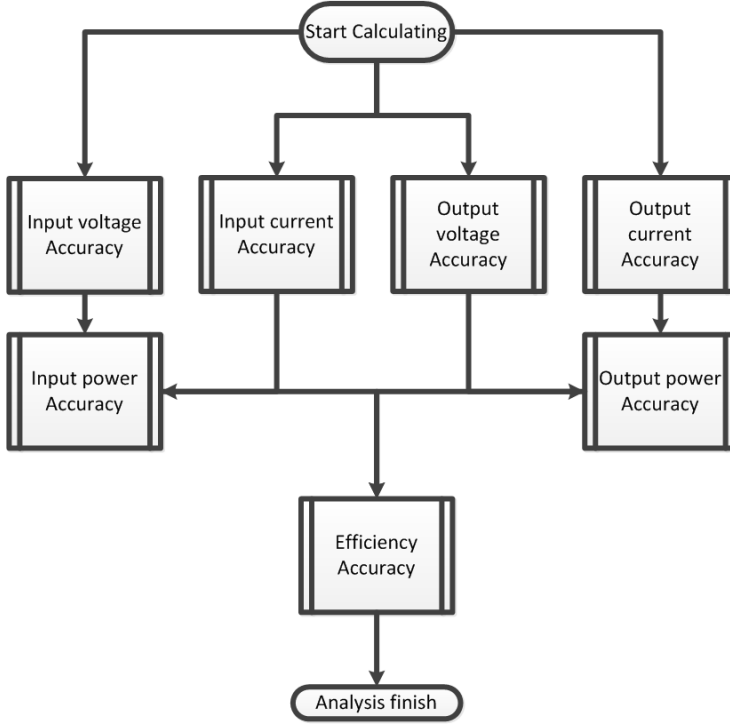 Start Calculating
Input voltage
Accuracy
Input current
Accuracy
Output
voltage
Accuracy
Output
current
Accuracy
Input power
Accuracy
Output power
Accuracy
Efficiency
Accuracy
Analysis finish